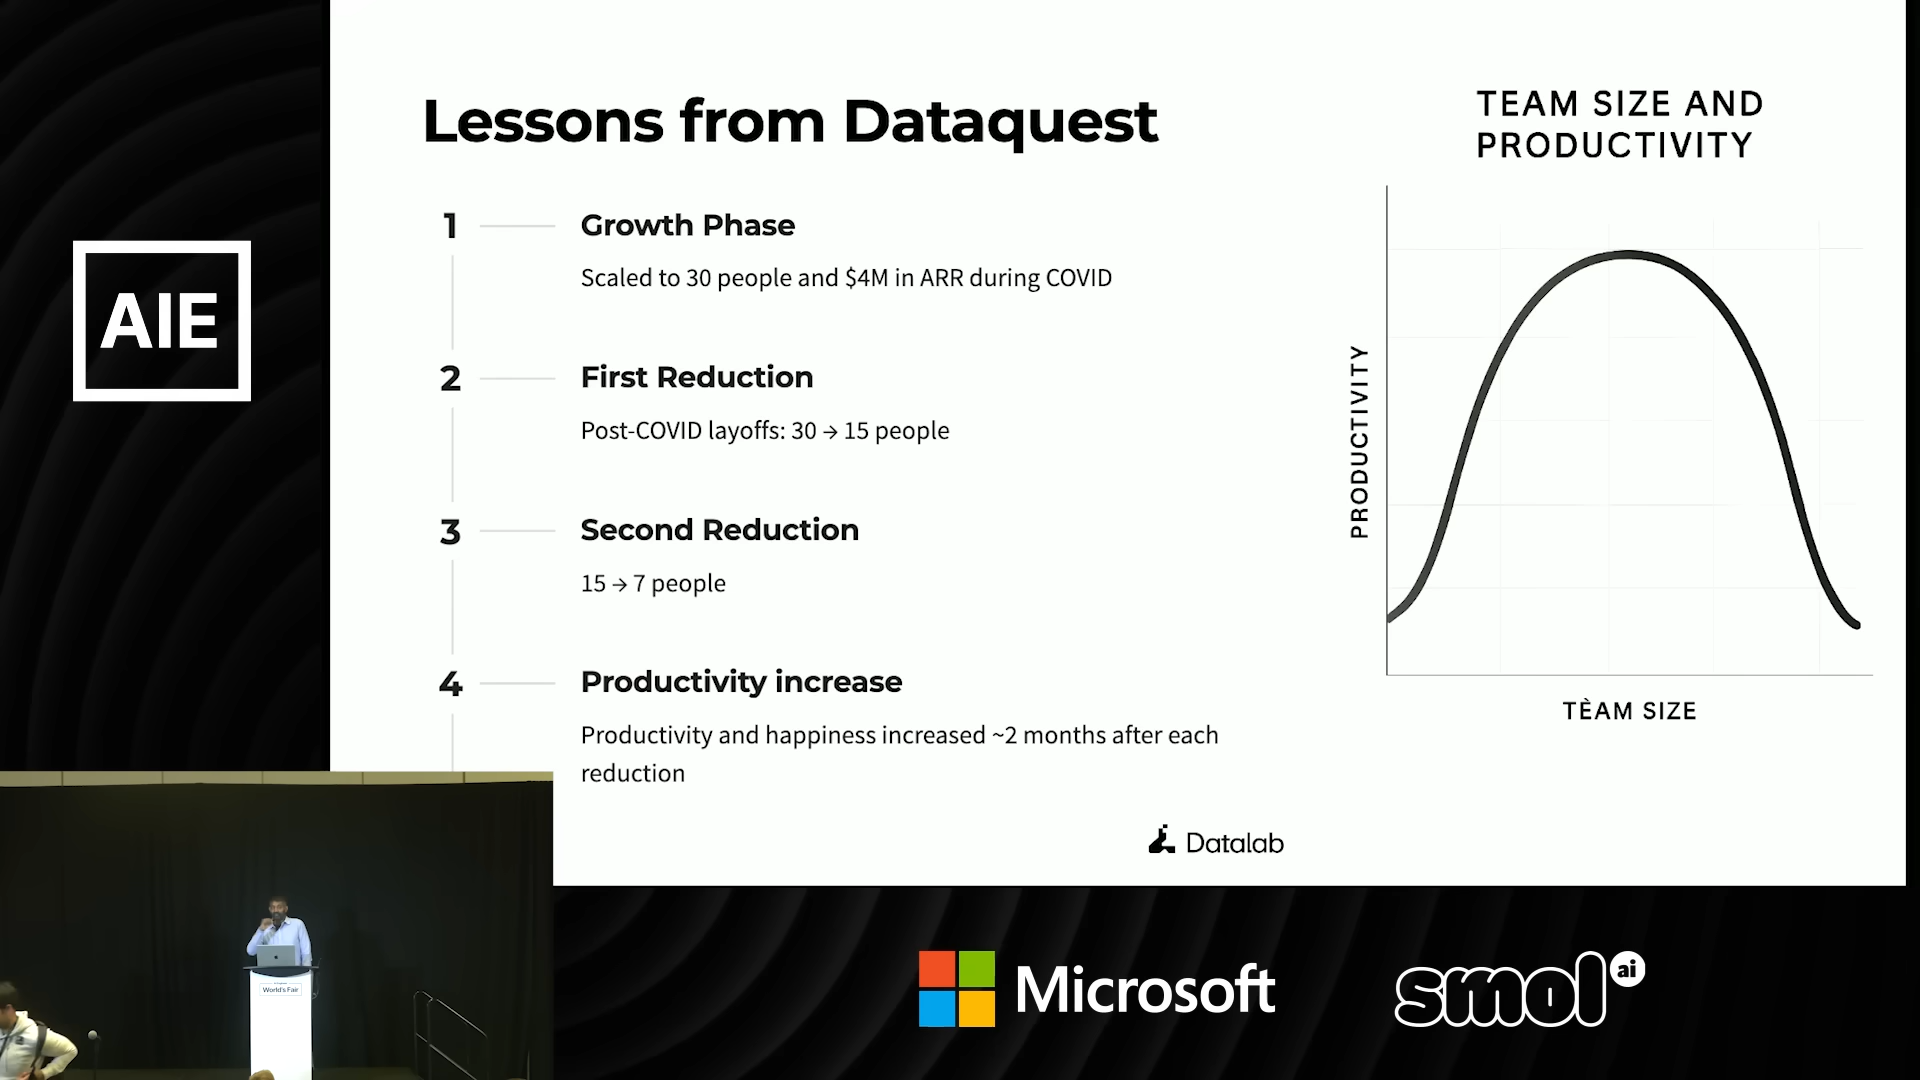 AIE
Lessons from Dataquest
1
Growth Phase
Scaled to 30 people and $4M in ARR during COVID
2
First Reduction
Post-COVID layoffs: 30 → 15 people
3
Second Reduction
15 → 7 people
4
Productivity increase
Productivity and happiness increased ~2 months after each
reduction
TEAM SIZE AND
PRODUCTIVITY
PRODUCTIVITY
TÈAM SIZE
Datalab
World's Fair
Microsoft
smol ai